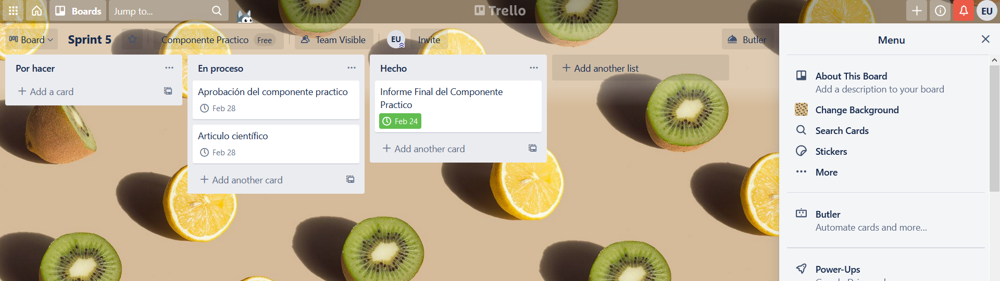 Boards
Jump to...
Trello
EU
Board
Sprint 5
Componente Practico
Free
Team Visible
EU
Invite
Butler
Por hacer
Add a card
En proceso
Aprobación del componente practico
Feb 28
Articulo científico
Feb 28
Add another card
Hecho
Informe Final del Componente
Practico
Feb 24
Add another card
Add another list
Menu
About This Board
Add a description to your board
Change Background
Search Cards
Stickers
More
Butler
Automate cards and more...
Power-Ups